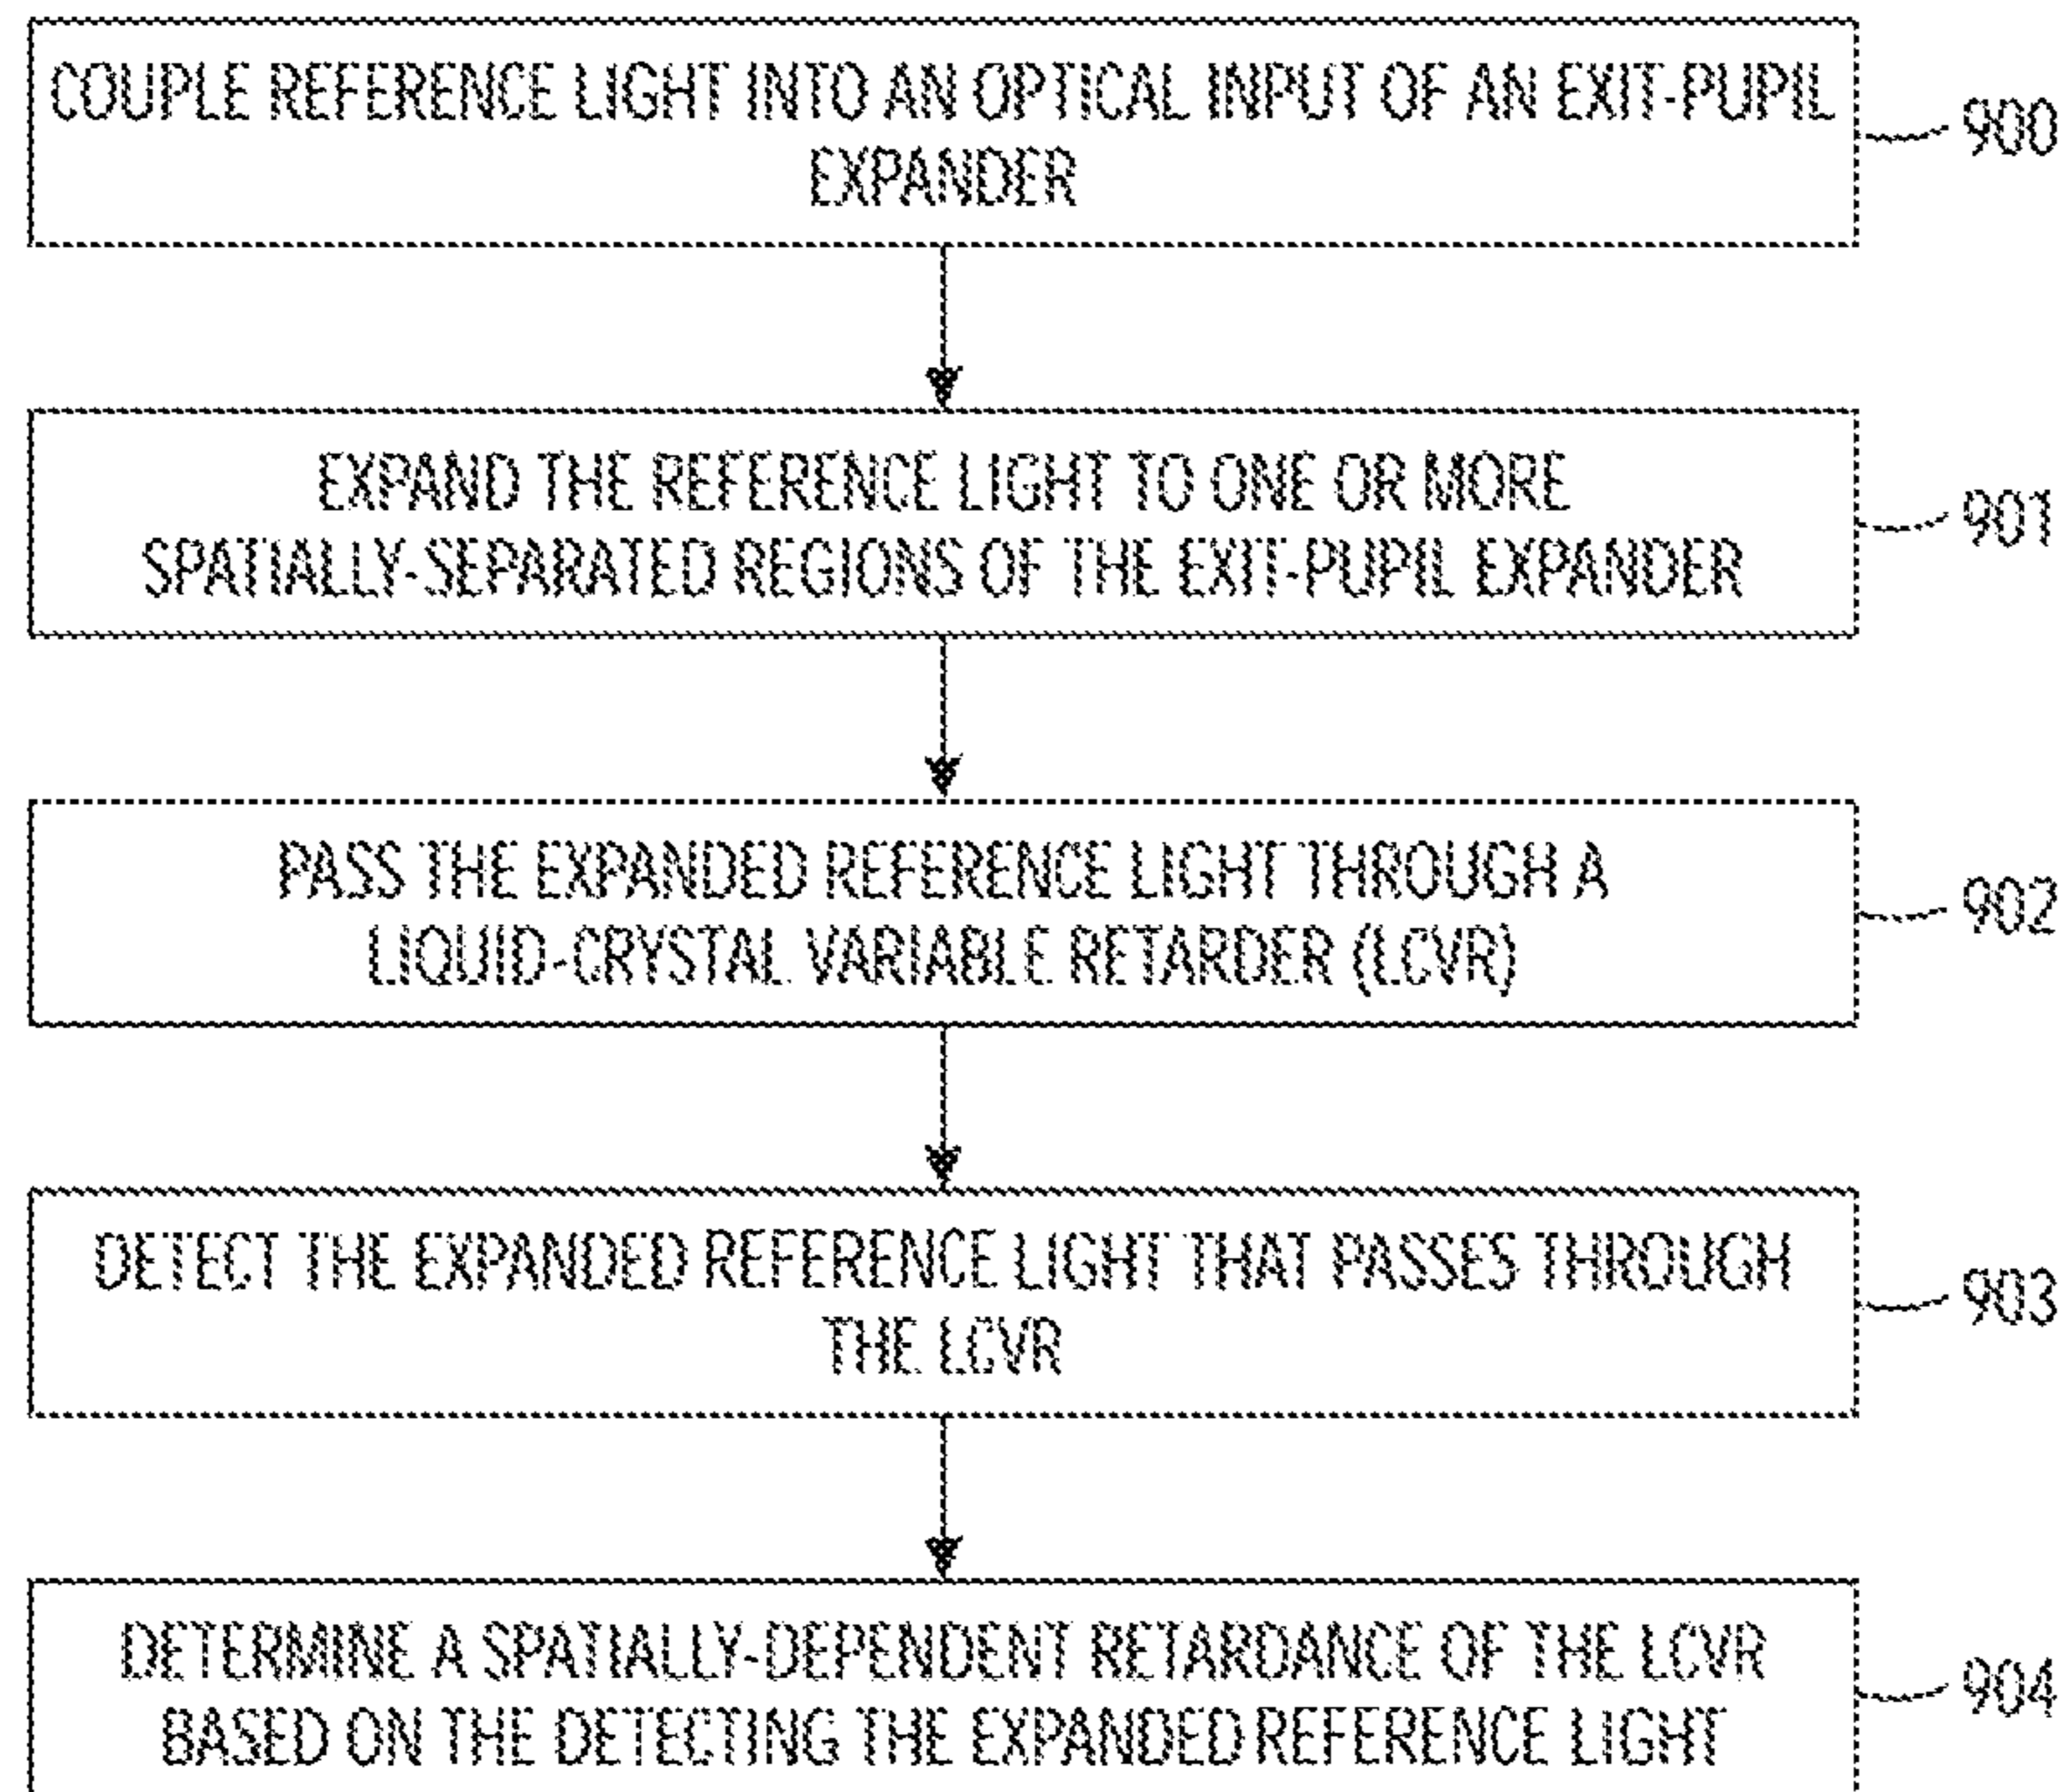 COUPLE REFERENCE LIGHT INTO AN OPTICAL INPUT OF AN EXIT-PUPIL
EXPANDER
900
EXPAND THE REFERENCE LIGHT TO ONE OR MORE
SPATIALLY-SEPARATED REGIONS OF THE EXIT-PUPIL EXPANDER
901
PASS THE EXPANDED REFERENCE LIGHT THROUGH A
LIQUID-CRYSTAL VARIABLE RETARDER (LCVR)
902
DETECT THE EXPANDED REFERENCE LIGHT THAT PASSES THROUGH
THE LCVR
903
DETERMINE A SPATIALLY-DEPENDENT RETARDANCE OF THE LCVR
BASED ON THE DETECTING THE EXPANDED REFERENCE LIGHT
904